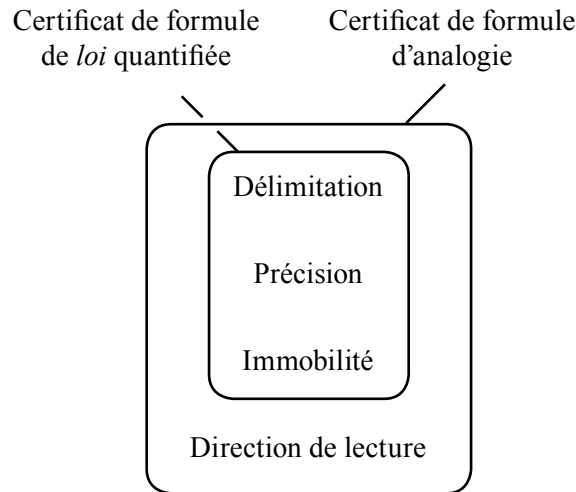 Certificat de formule
de loi quantifiée
Certificat de formule
d'analogie
Délimitation
Précision
Immobilité
Direction de lecture